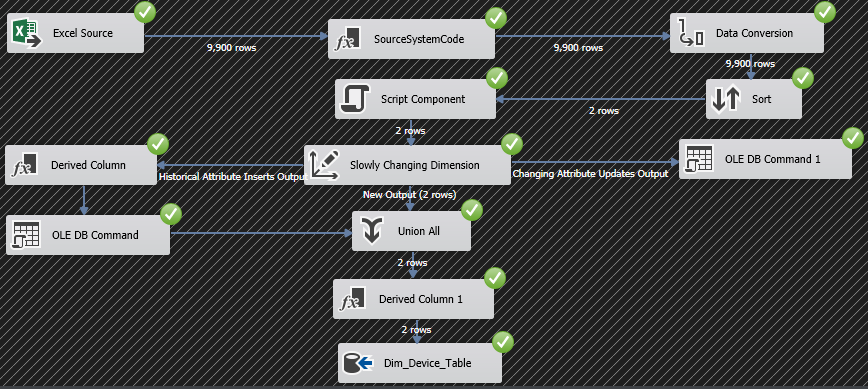 Excel Source
9,900 rows
SourceSystemCode
9,900 rows
Data Conversion
9,900 rows
Sort
2 rows
Script Component
2 rows
Derived Column
Historical Attribute Inserts Outpu
Slowly Changing Dimension
Changing Attribute Updates Output
OLE DB Command 1
New Output (2 rows)
OLE DB Command
Union All
2 rows
Derived Column 1
2 rows
Dim_Device_Table